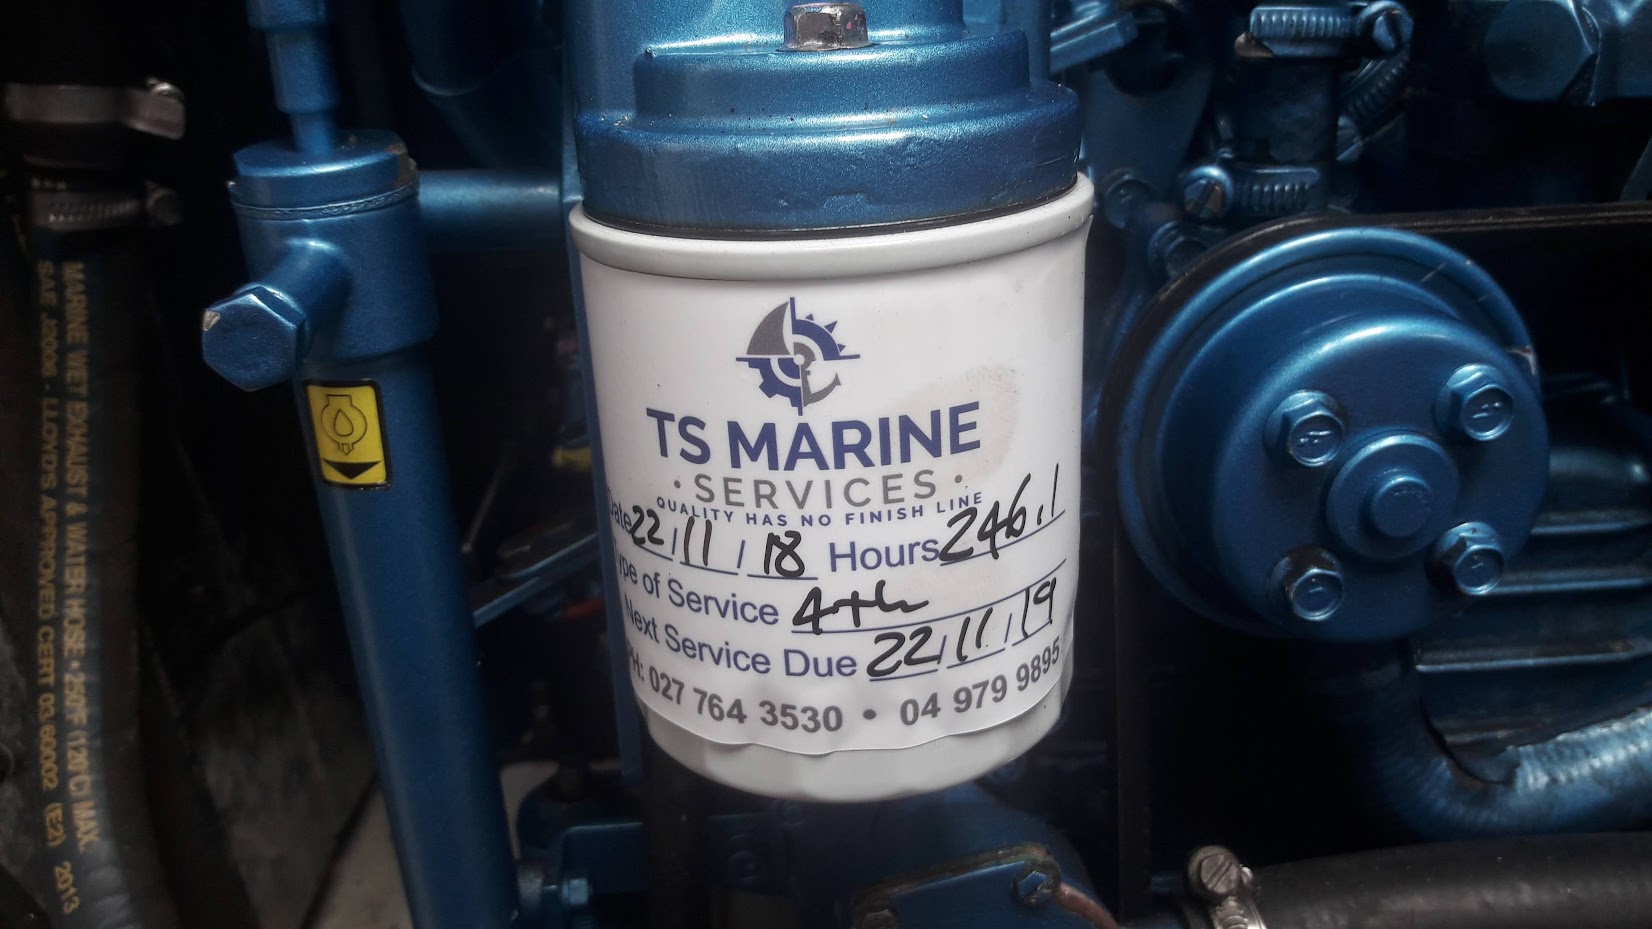 TS MARINE
· SERVICES ·
QUALITY HAS NO FINISH LINE
Date 22/11/18 Hours 246.1
Type of Service 4th
Next Service Due 22/11/19
PH: 027 764 3530 • 04 979 9895
MARINE WET EXHAUST & WATER HOSE · 250°F (120°C) MAX.
SAE J2006 · LLOYD'S APPROVED CERT 03/60002 (E2) 2013